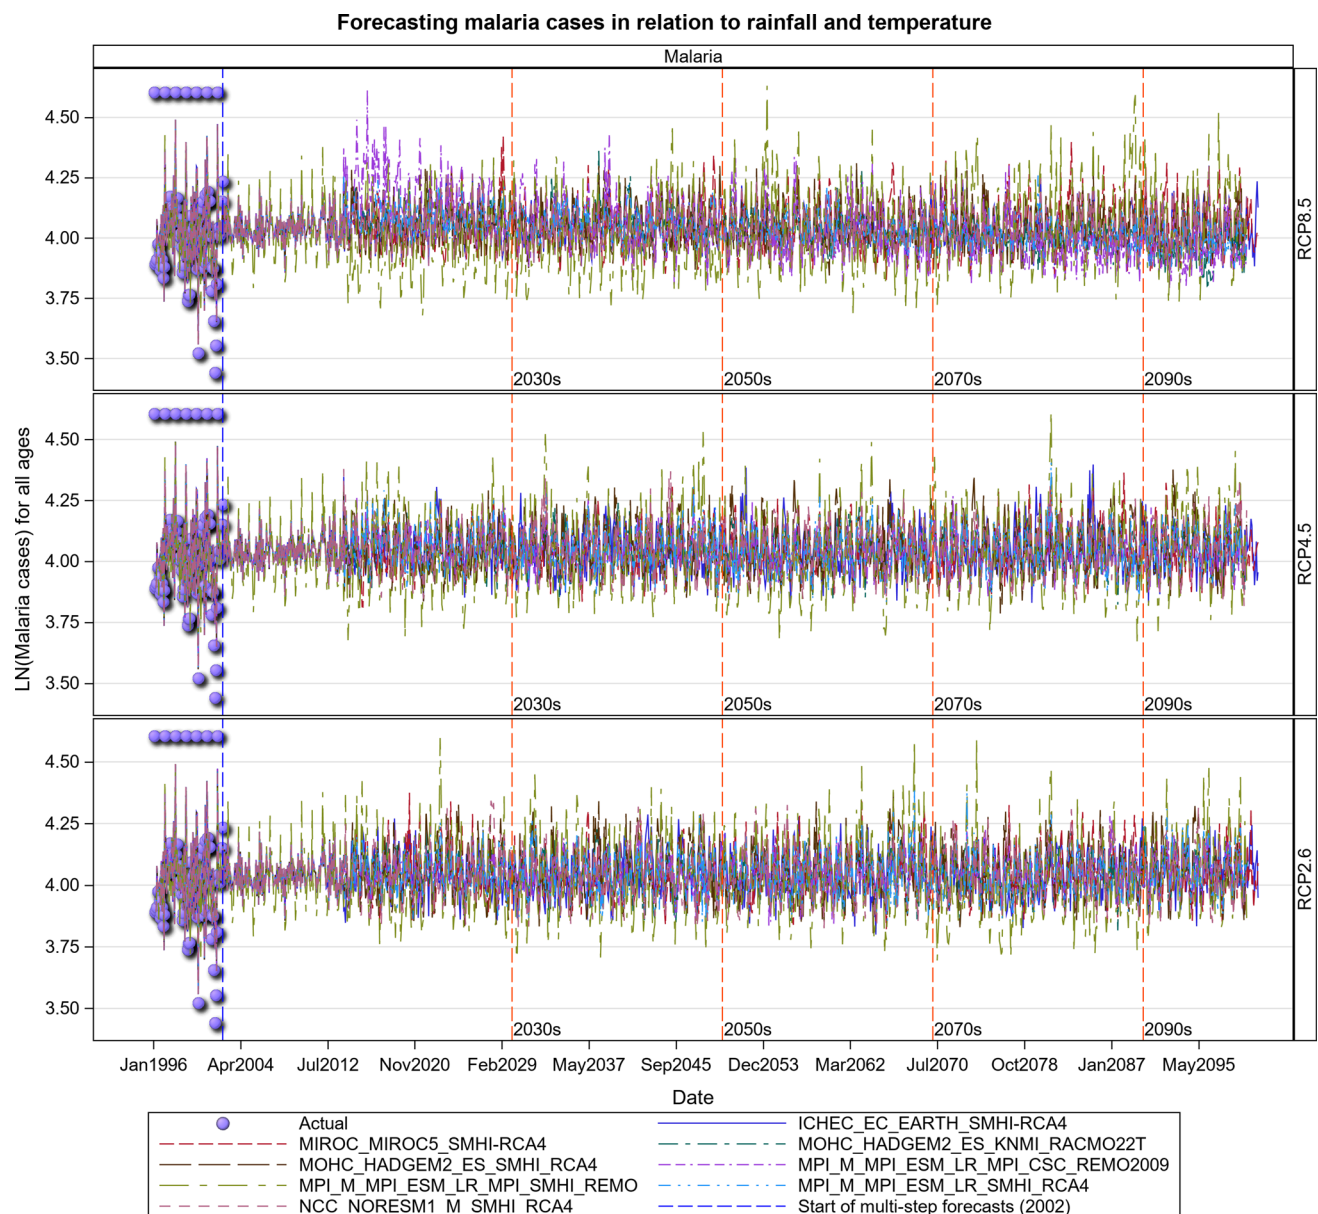 Forecasting malaria cases in relation to rainfall and temperature
Malaria
LN(Malaria cases) for all ages
4.50
4.25
4.00
3.75
3.50
2030s 2050s 2070s 2090s
RCP8.5
4.50
4.25
4.00
3.75
3.50
2030s 2050s 2070s 2090s
RCP4.5
4.50
4.25
4.00
3.75
3.50
2030s 2050s 2070s 2090s
RCP2.6
Jan1996 Apr2004 Jul2012 Nov2020 Feb2029 May2037 Sep2045 Dec2053 Mar2062 Jul2070 Oct2078 Jan2087 May2095
Date
Actual ICHEC_EC_EARTH_SMHI-RCA4
MIROC_MIROC5_SMHI-RCA4 MOHC_HADGEM2_ES_KNMI_RACMO22T
MOHC_HADGEM2_ES_SMHI_RCA4 MPI_M_MPI_ESM_LR_MPI_CSC_REMO2009
MPI_M_MPI_ESM_LR_MPI_SMHI_REMO MPI_M_MPI_ESM_LR_SMHI_RCA4
NCC_NORESM1_M_SMHI_RCA4 Start of multi-step forecasts (2002)